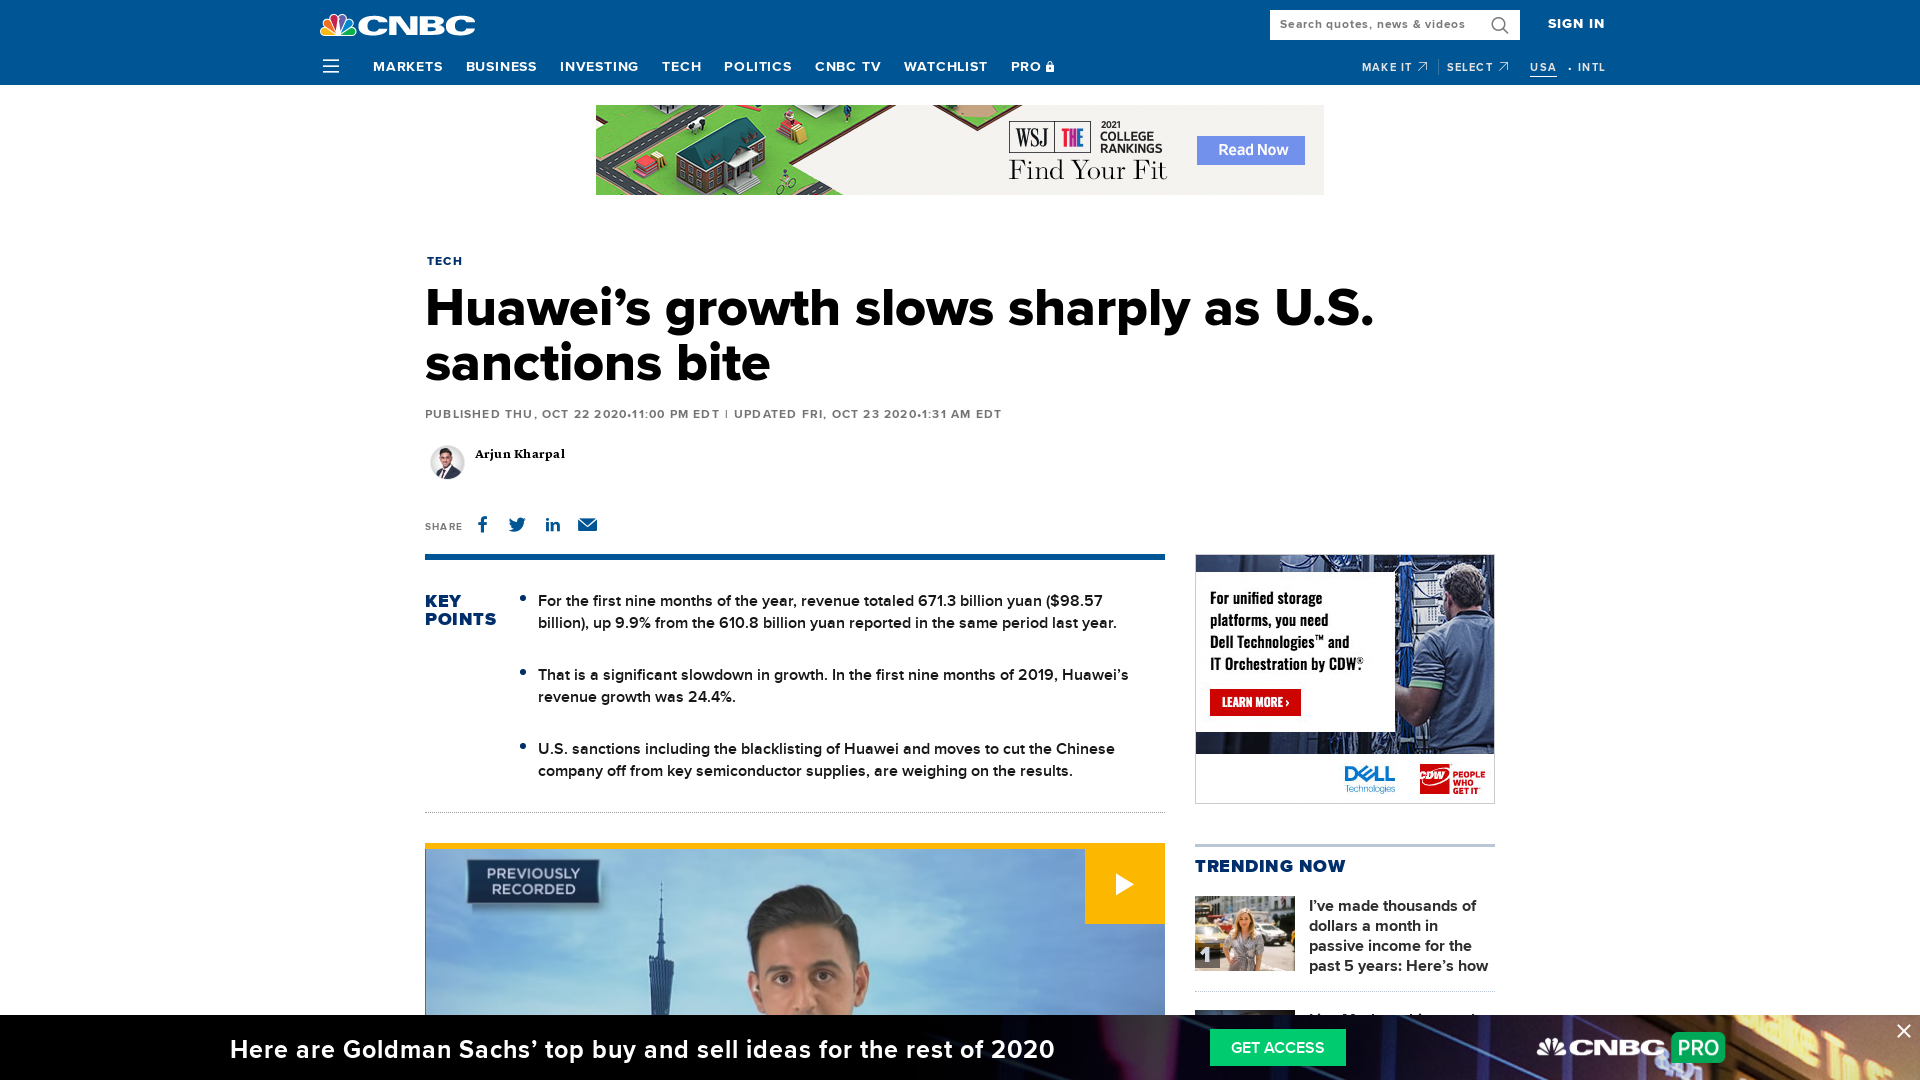 CNBC
Search quotes, news & videos
SIGN IN
MARKETS
BUSINESS
INVESTING
TECH
POLITICS
CNBC TV
WATCHLIST
PRO
MAKE IT
SELECT
USA
• INTL
WSJ THE
2021
COLLEGE
RANKINGS
Find Your Fit
Read Now
TECH
Huawei’s growth slows sharply as U.S.
sanctions bite
PUBLISHED THU, OCT 22 2020•11:00 PM EDT | UPDATED FRI, OCT 23 2020•1:31 AM EDT
Arjun Kharpal
SHARE
KEY
POINTS
For the first nine months of the year, revenue totaled 671.3 billion yuan ($98.57
billion), up 9.9% from the 610.8 billion yuan reported in the same period last year.
That is a significant slowdown in growth. In the first nine months of 2019, Huawei’s
revenue growth was 24.4%.
U.S. sanctions including the blacklisting of Huawei and moves to cut the Chinese
company off from key semiconductor supplies, are weighing on the results.
PREVIOUSLY
RECORDED
For unified storage
platforms, you need
Dell Technologies™ and
IT Orchestration by CDW®.
LEARN MORE ›
DELL
Technologies
CDW
PEOPLE
WHO
GET IT
TRENDING NOW
1
I’ve made thousands of
dollars a month in
passive income for the
past 5 years: Here’s how
Here are Goldman Sachs’ top buy and sell ideas for the rest of 2020
GET ACCESS
CNBC PRO